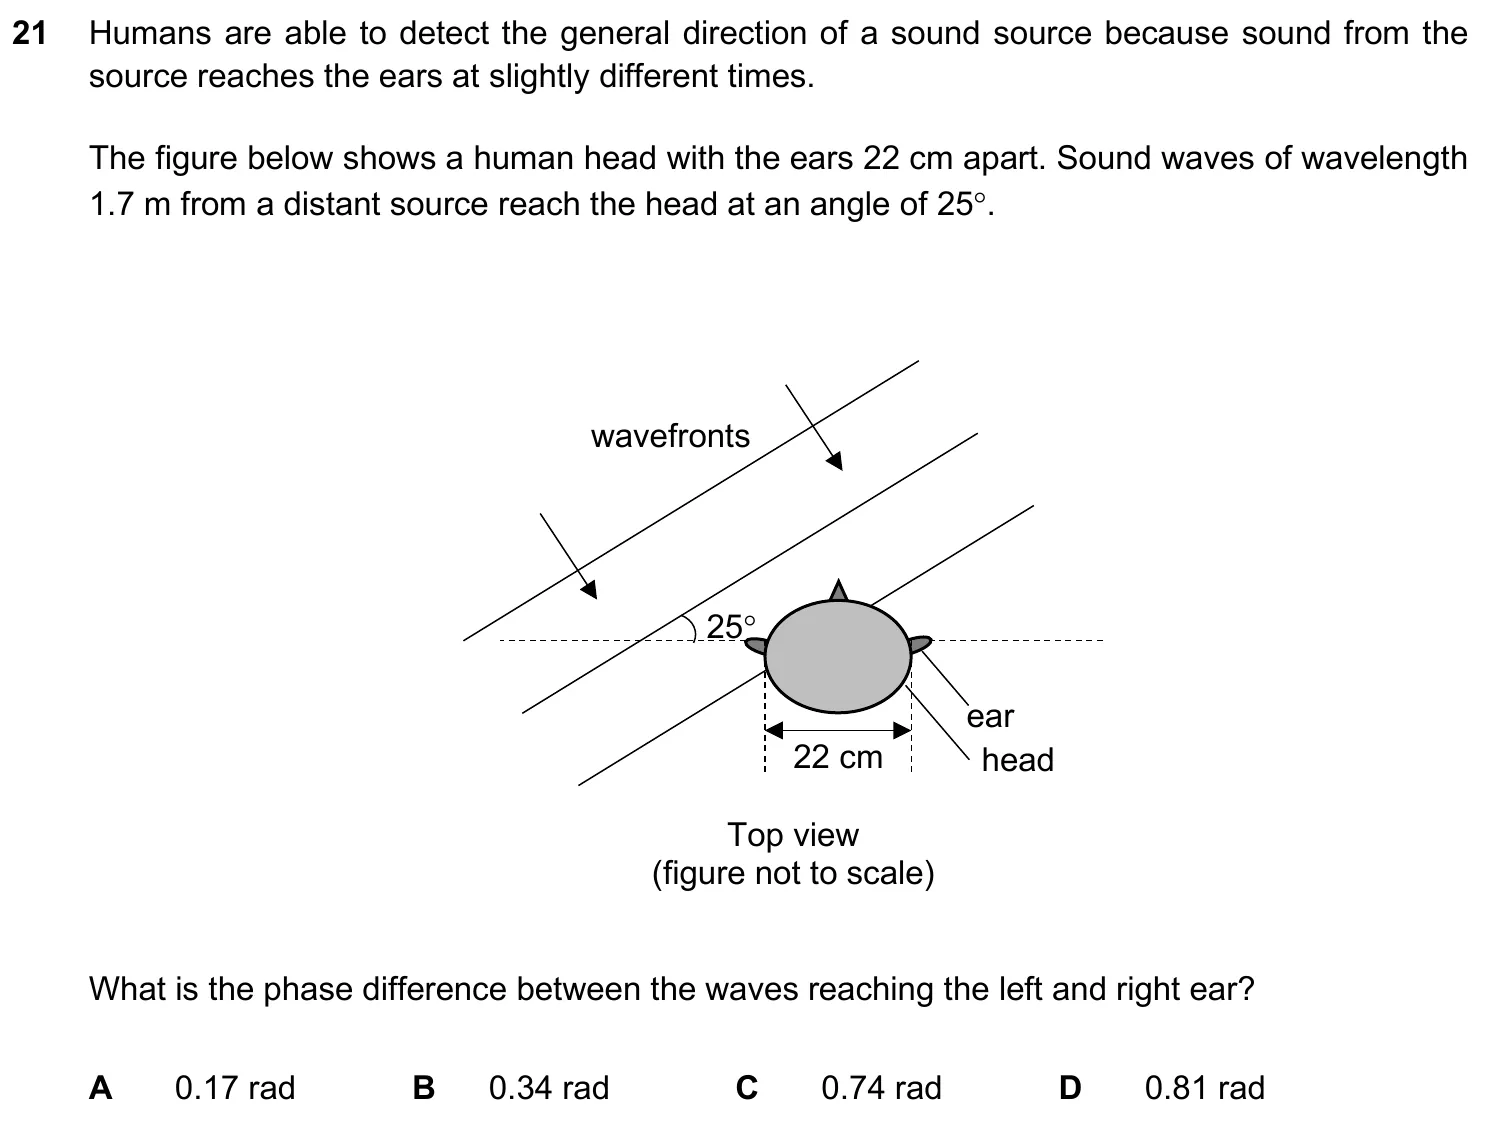 21 Humans are able to detect the general direction of a sound source because sound from the
source reaches the ears at slightly different times.
The figure below shows a human head with the ears 22 cm apart. Sound waves of wavelength
1.7 m from a distant source reach the head at an angle of 25°.
wavefronts
25°
ear
22 cm
head
Top view
(figure not to scale)
What is the phase difference between the waves reaching the left and right ear?
A 0.17 rad B 0.34 rad C 0.74 rad D 0.81 rad